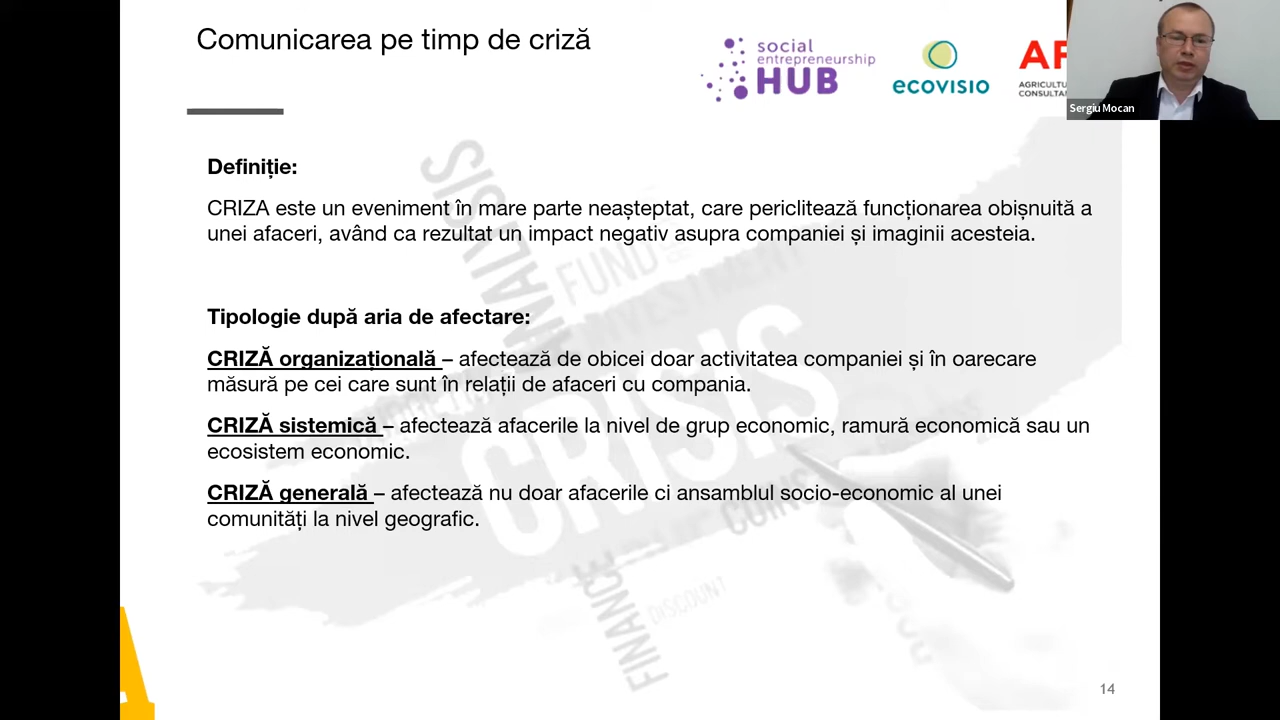 Comunicarea pe timp de criză
social
entrepreneurship
HUB
ecovisio
AGRICULTU
CONSULTA
Sergiu Mocan
Definiție:
CRIZA este un eveniment în mare parte neașteptat, care periclitează funcționarea obișnuită a
unei afaceri, având ca rezultat un impact negativ asupra companiei și imaginii acesteia.
Tipologie după aria de afectare:
CRIZĂ organizațională – afectează de obicei doar activitatea companiei și în oarecare
măsură pe cei care sunt în relații de afaceri cu compania.
CRIZĂ sistemică – afectează afacerile la nivel de grup economic, ramură economică sau un
ecosistem economic.
CRIZĂ generală – afectează nu doar afacerile ci ansamblul socio-economic al unei
comunități la nivel geografic.
ANALYSIS
FUND
INVESTMENT
CRISIS
COINS
FINANCE
DISCOUNT
14